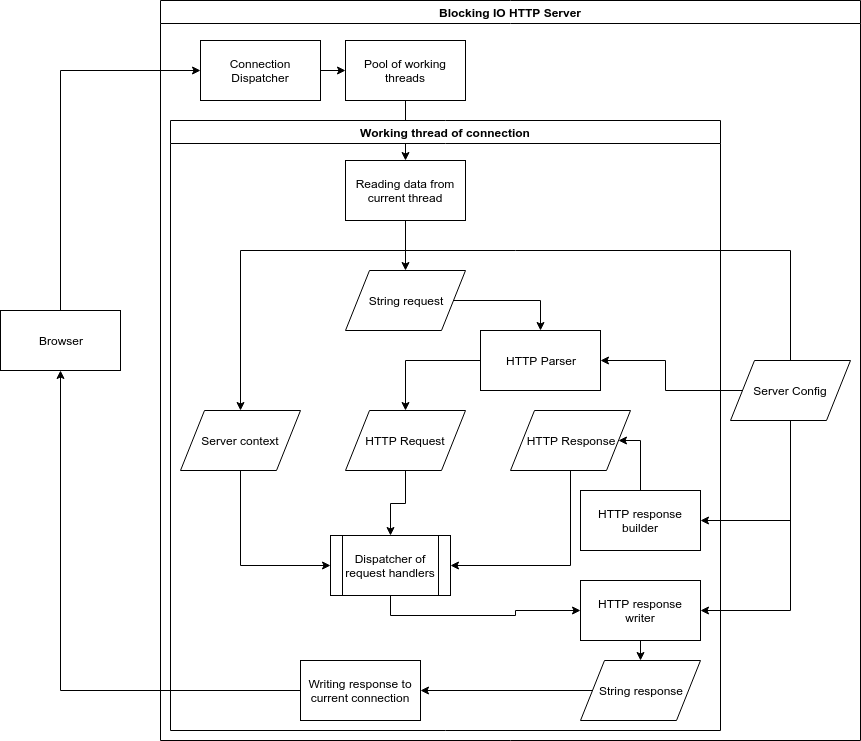 Blocking IO HTTP Server
Connection
Dispatcher
Pool of working
threads
Working thread of connection
Reading data from
current thread
String request
Browser
HTTP Parser
Server Config
Server context
HTTP Request
HTTP Response
HTTP response
builder
Dispatcher of
request handlers
HTTP response
writer
Writing response to
current connection
String response